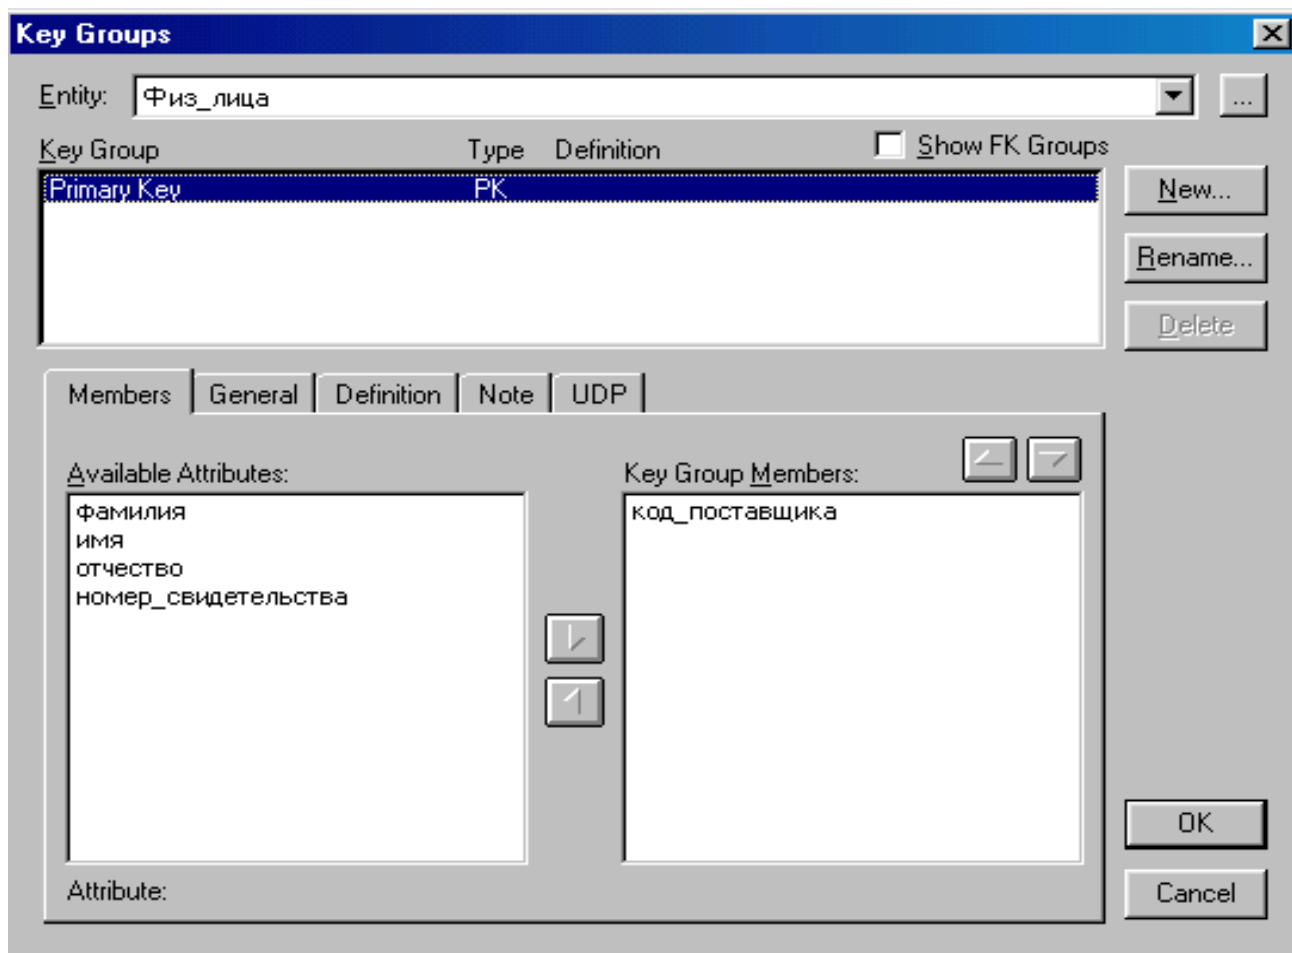 Key Groups
Entity: Физ_лица ...
Key Group Type Definition Show FK Groups
Primary Key PK
New...
Rename...
Delete
Members General Definition Note UDP
Available Attributes: Key Group Members:
фамилия код_поставщика
имя
отчество
номер_свидетельства
OK
Attribute:
Cancel